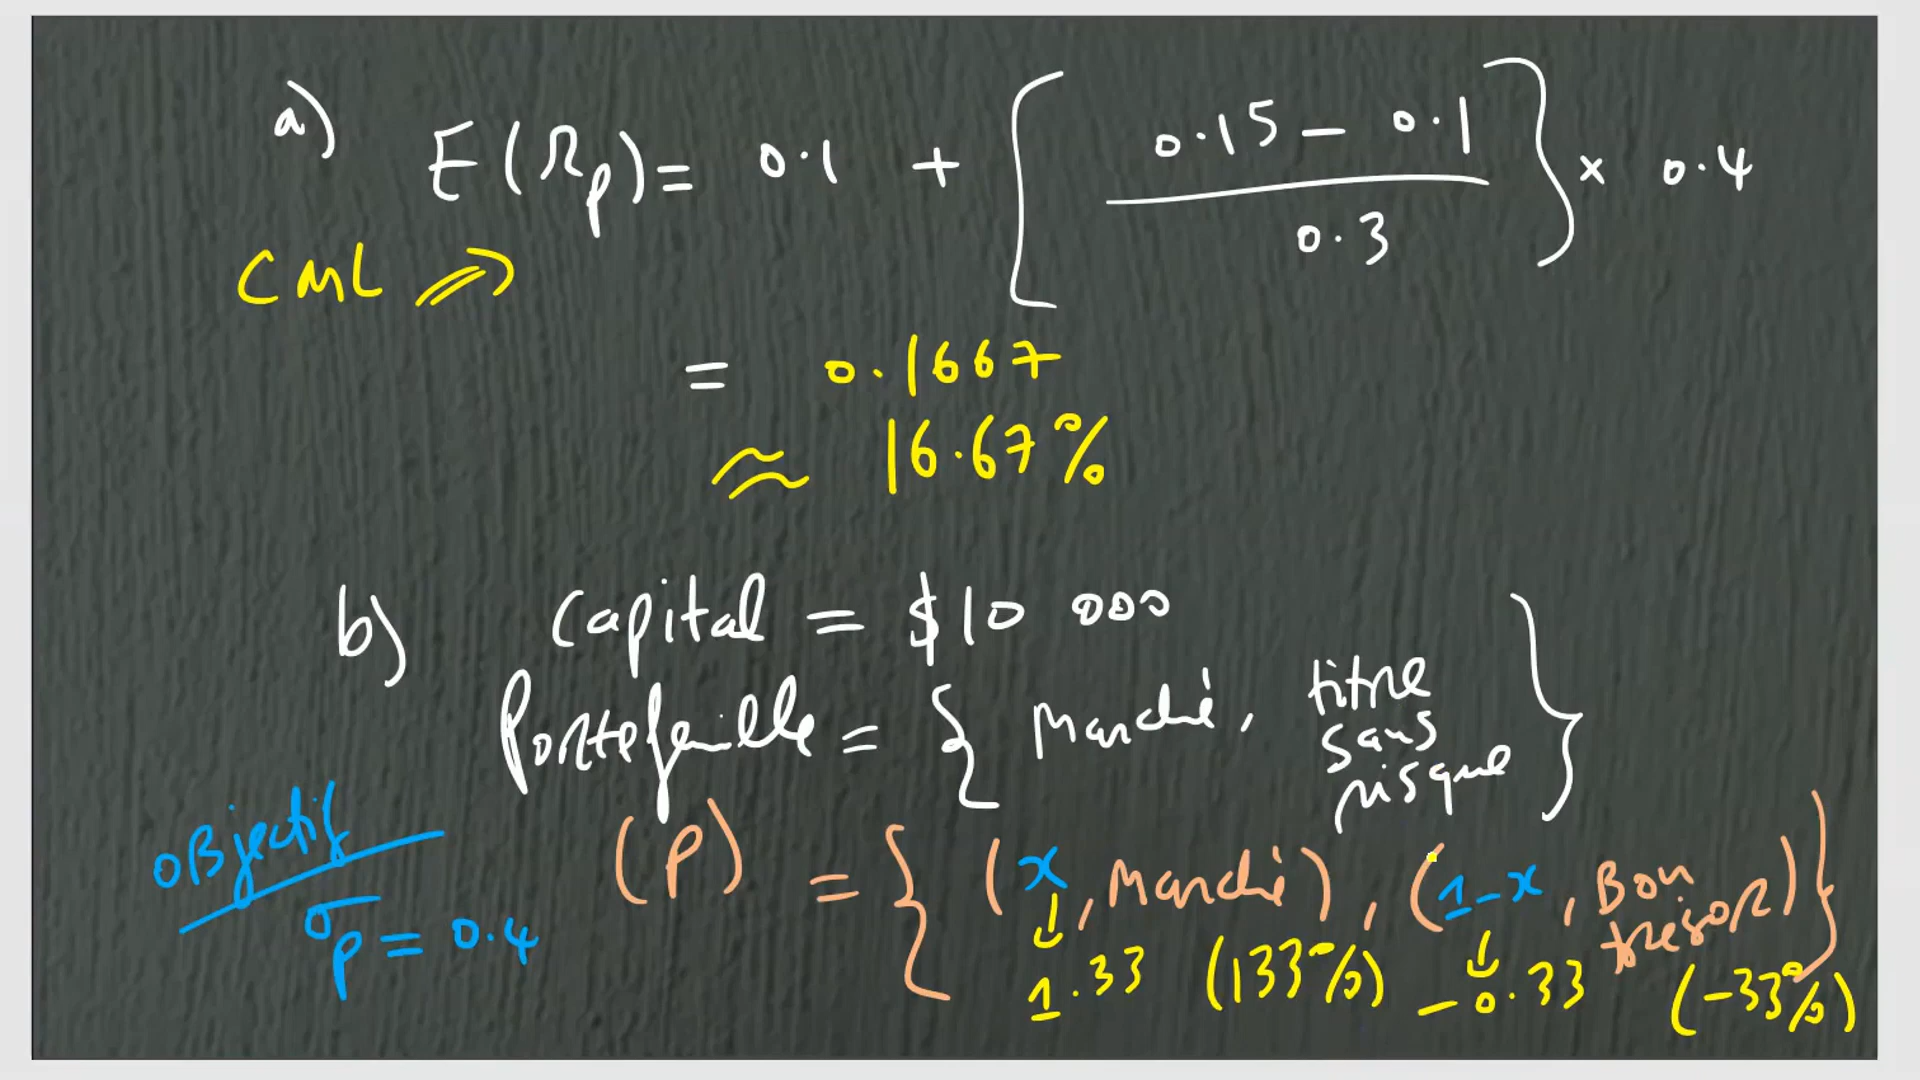 a) E(Rp) = 0.1 + [ 0.15 - 0.1 / 0.3 ] × 0.4
CML ⇒
= 0.1667
≈ 16.67%
b) Capital = $10 000
Portefeuille = { Marché, titre sans risque }
Objectif
σp = 0.4
(P) = { (x, Marché), (1-x, Bon trésor) }
↓ 1.33 (133%) ↓ -0.33 (-33%)